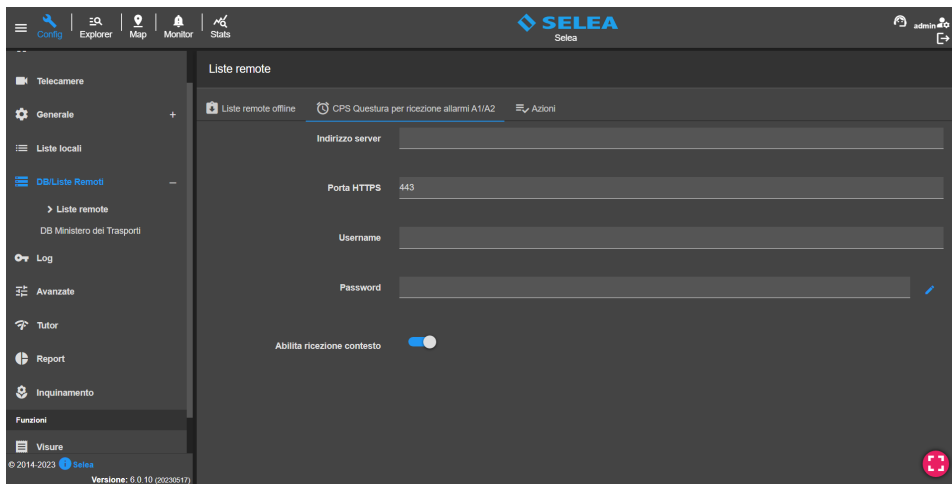 Config
Explorer
Map
Monitor
Stats
SELEA
Selea
admin
Telecamere
Generale +
Liste locali
DB/Liste Remoti –
Liste remote
DB Ministero dei Trasporti
Log
Avanzate
Tutor
Report
Inquinamento
Funzioni
Visure
© 2014-2023 Selea
Versione: 6.0.10 (20230517)
Liste remote
Liste remote offline
CPS Questura per ricezione allarmi A1/A2
Azioni
Indirizzo server
Porta HTTPS 443
Username
Password
Abilita ricezione contesto